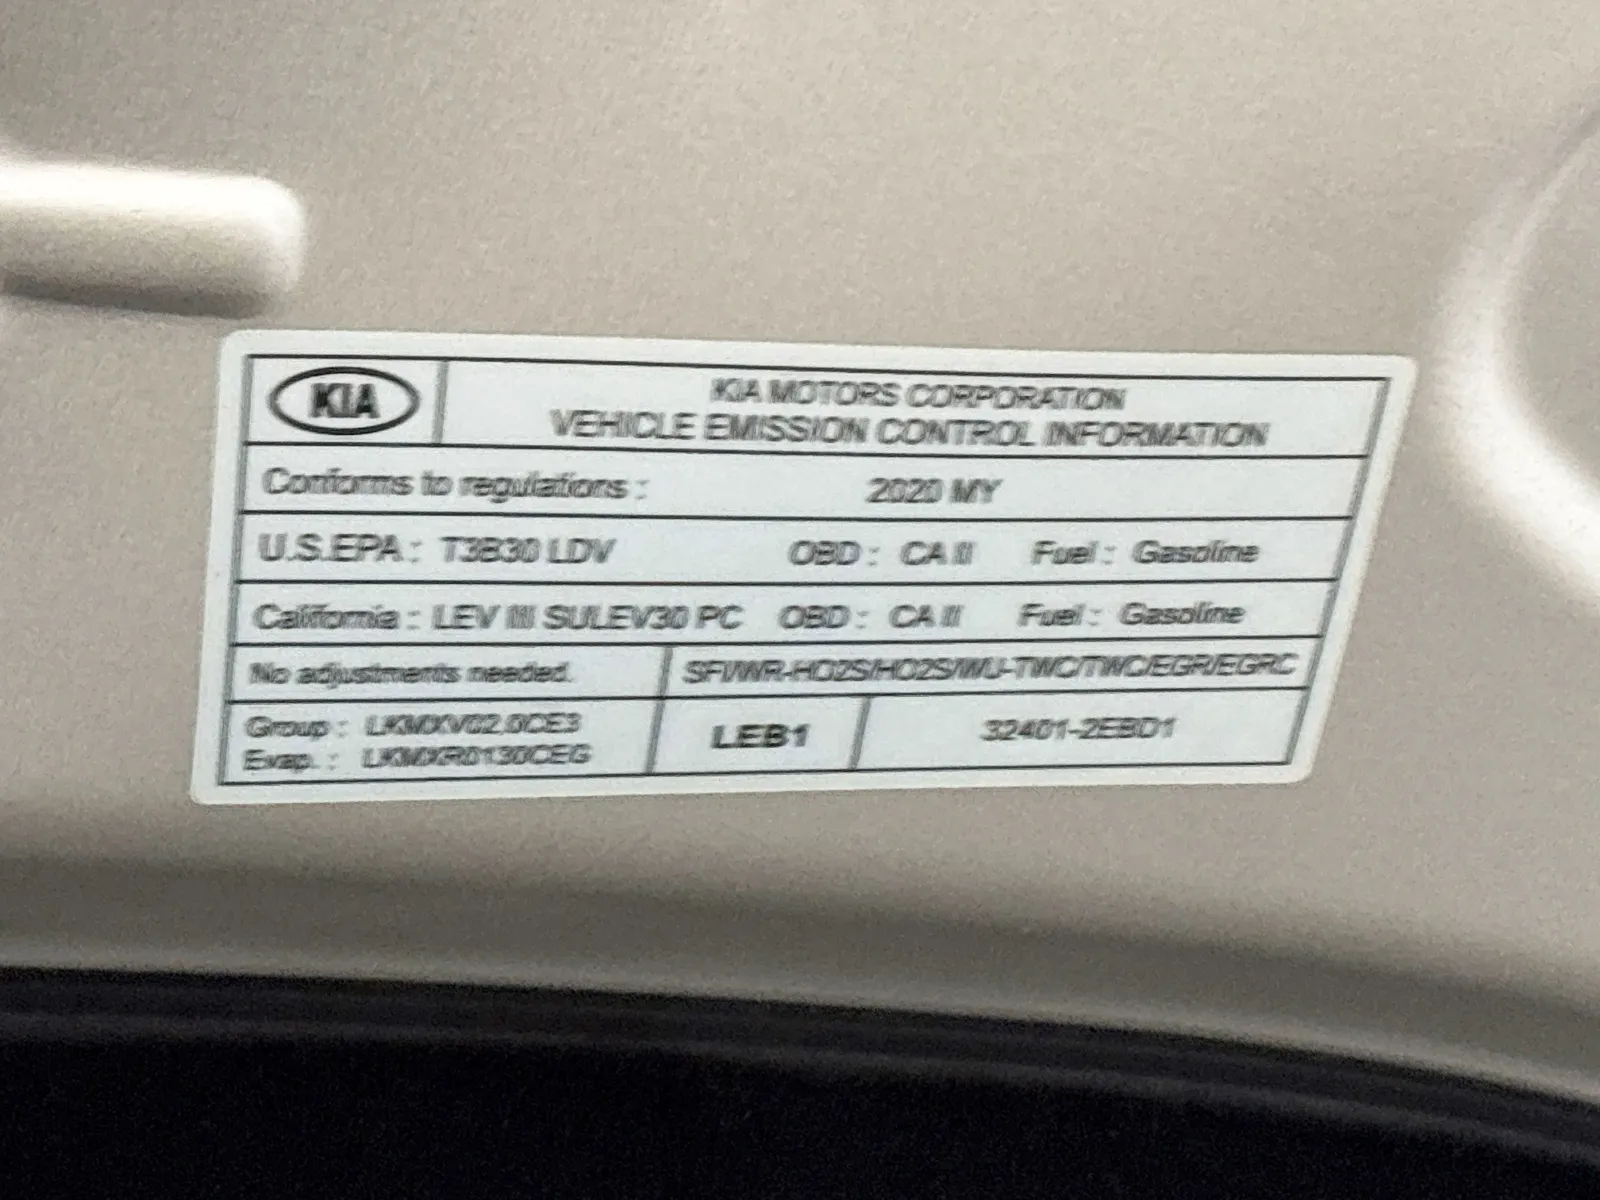 KIA
KIA MOTORS CORPORATION
VEHICLE EMISSION CONTROL INFORMATION
Conforms to regulations : 2020 MY
U.S.EPA : T3B30 LDV OBD : CA II Fuel : Gasoline
California : LEV III SULEV30 PC OBD : CA II Fuel : Gasoline
No adjustments needed. SFI/WR-HO2S/HO2S/WU-TWC/TWC/EGR/EGRC
Group : LKMXV02.0CE3
Evap. : LKMXR0130CEG
LEB1
32401-2EBD1